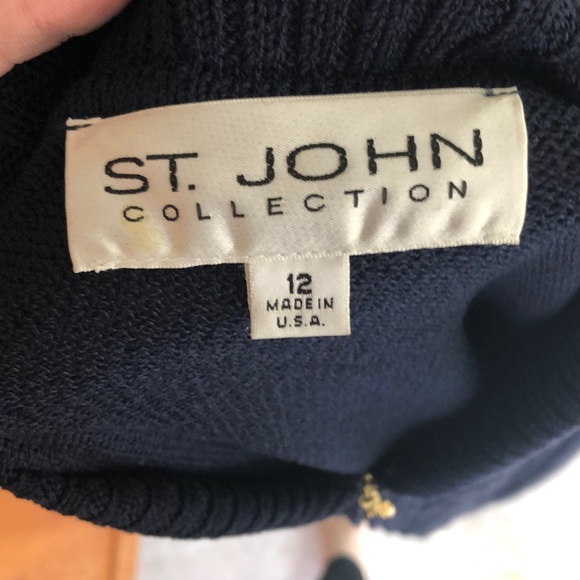 ST. JOHN
COLLECTION
12
MADE IN
U.S.A.